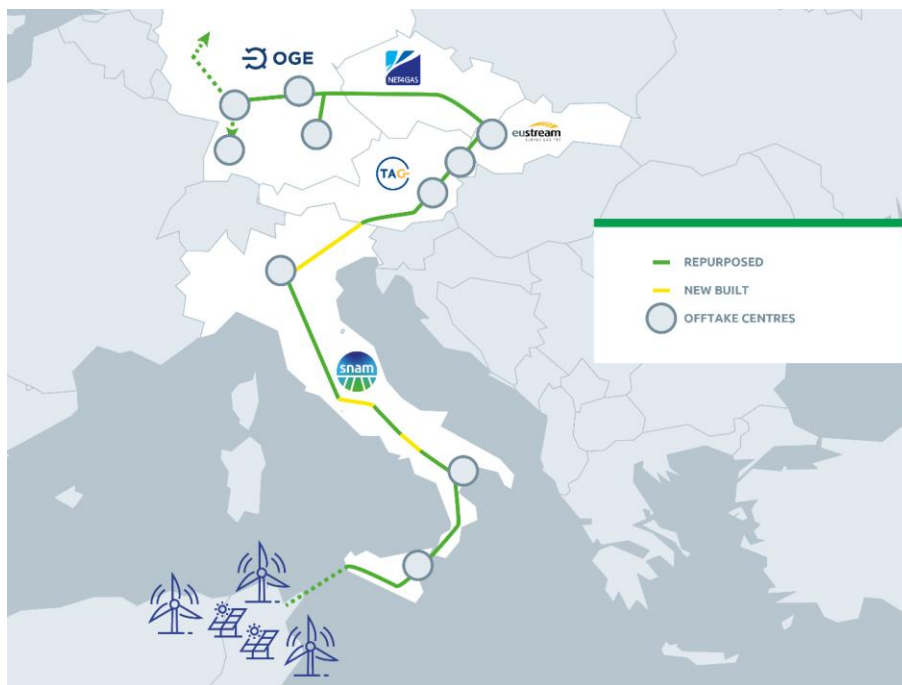 OGE
NET4GAS
eustream
TAG
REPURPOSED
NEW BUILT
OFFTAKE CENTRES
snam